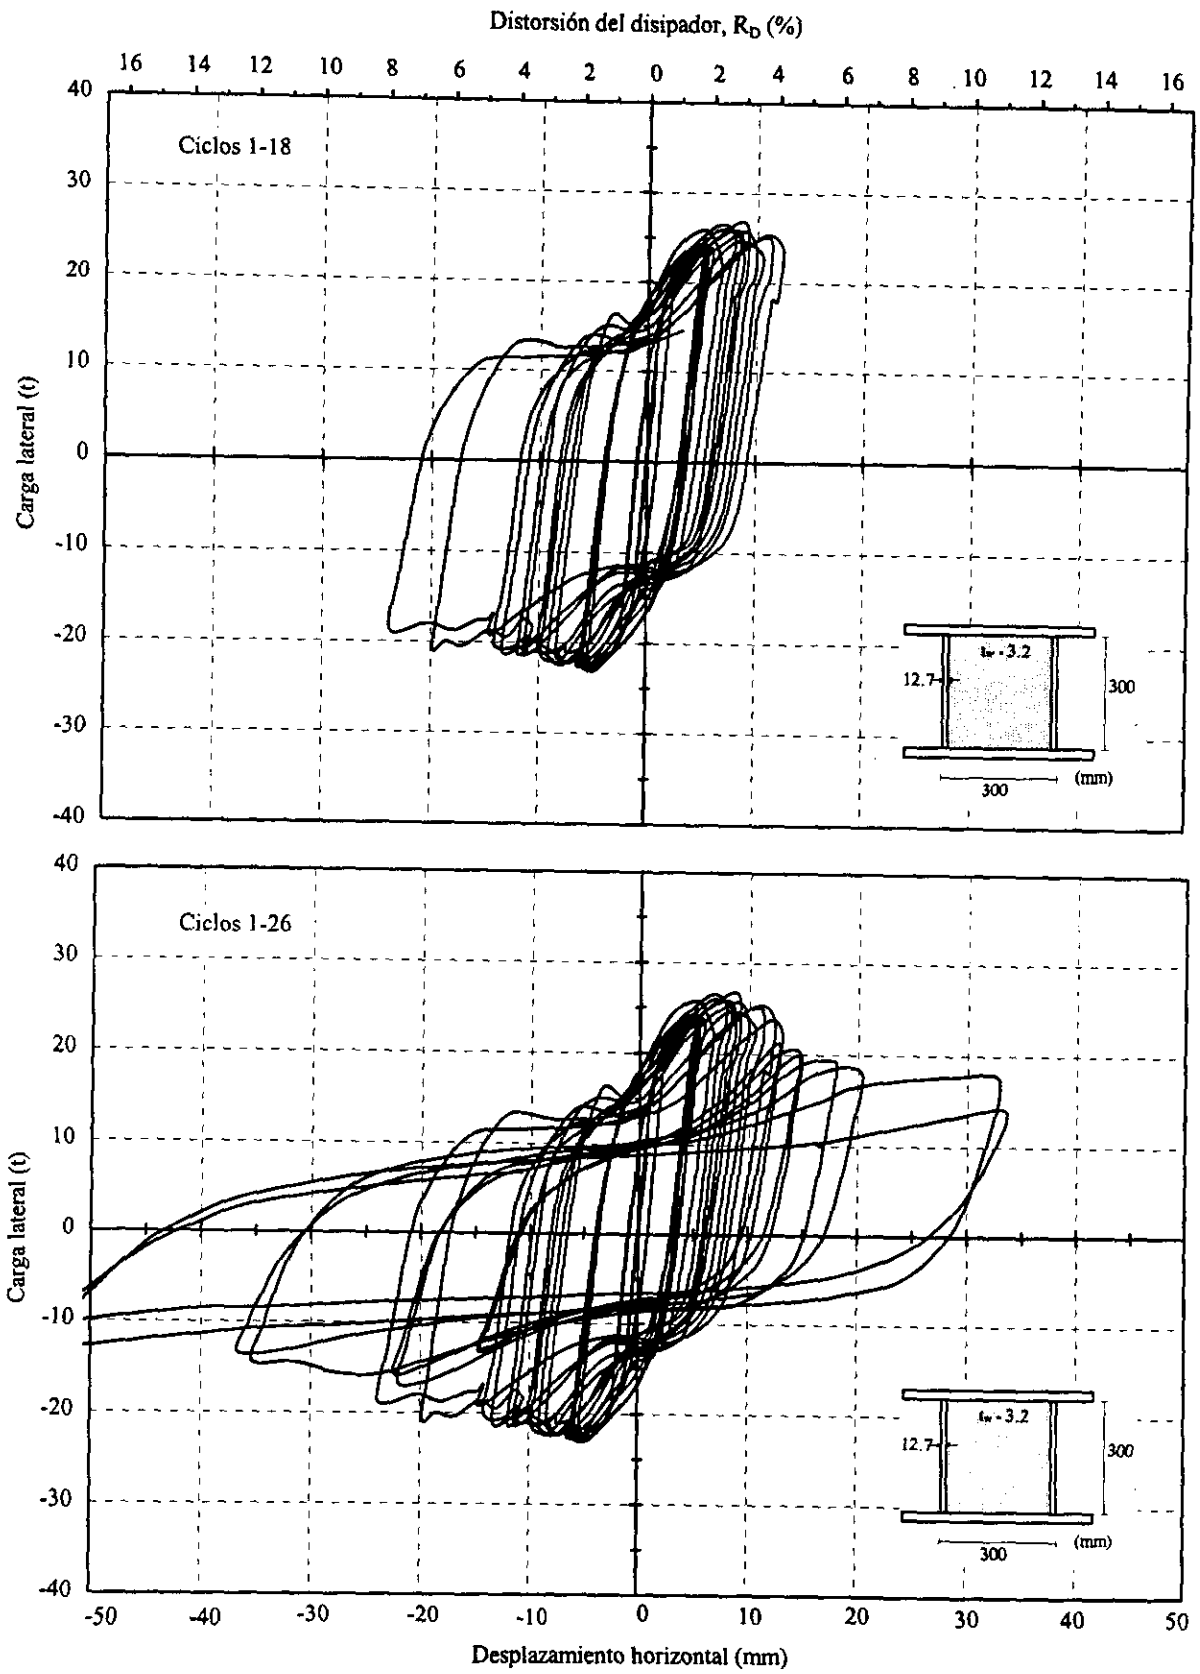 Distorsión del disipador, R_D (%)
16 14 12 10 8 6 4 2 0 2 4 6 8 10 12 14 16
40
Ciclos 1-18
30
20
10
Carga lateral (t)
0
-10
-20
t_w = 3.2
12.7
300
-30
(mm)
300
-40
40
Ciclos 1-26
30
20
10
Carga lateral (t)
0
-10
-20
t_w = 3.2
12.7
300
-30
(mm)
300
-40
-50 -40 -30 -20 -10 0 10 20 30 40 50
Desplazamiento horizontal (mm)